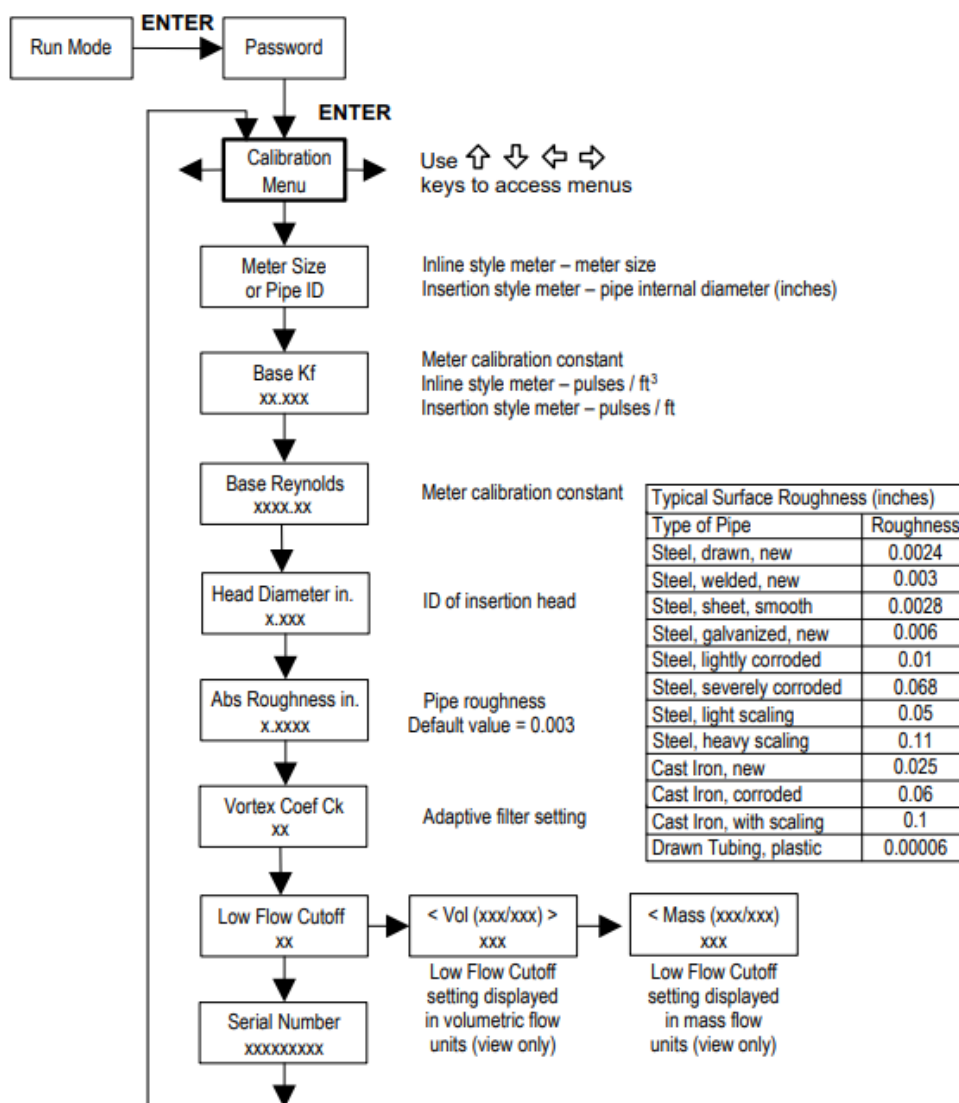 ENTER
Run Mode
Password
ENTER
Calibration
Menu
Use ⇧ ⇩ ⇦ ⇨
keys to access menus
Meter Size
or Pipe ID
Inline style meter – meter size
Insertion style meter – pipe internal diameter (inches)
Base Kf
xx.xxx
Meter calibration constant
Inline style meter – pulses / ft³
Insertion style meter – pulses / ft
Base Reynolds
xxxx.xx
Meter calibration constant
Head Diameter in.
x.xxx
ID of insertion head
Abs Roughness in.
x.xxxx
Pipe roughness
Default value = 0.003
Vortex Coef Ck
xx
Adaptive filter setting
Typical Surface Roughness (inches)
Type of Pipe Roughness
Steel, drawn, new 0.0024
Steel, welded, new 0.003
Steel, sheet, smooth 0.0028
Steel, galvanized, new 0.006
Steel, lightly corroded 0.01
Steel, severely corroded 0.068
Steel, light scaling 0.05
Steel, heavy scaling 0.11
Cast Iron, new 0.025
Cast Iron, corroded 0.06
Cast Iron, with scaling 0.1
Drawn Tubing, plastic 0.00006
Low Flow Cutoff
xx
< Vol (xxx/xxx) >
xxx
Low Flow Cutoff
setting displayed
in volumetric flow
units (view only)
< Mass (xxx/xxx)
xxx
Low Flow Cutoff
setting displayed
in mass flow
units (view only)
Serial Number
xxxxxxxxx